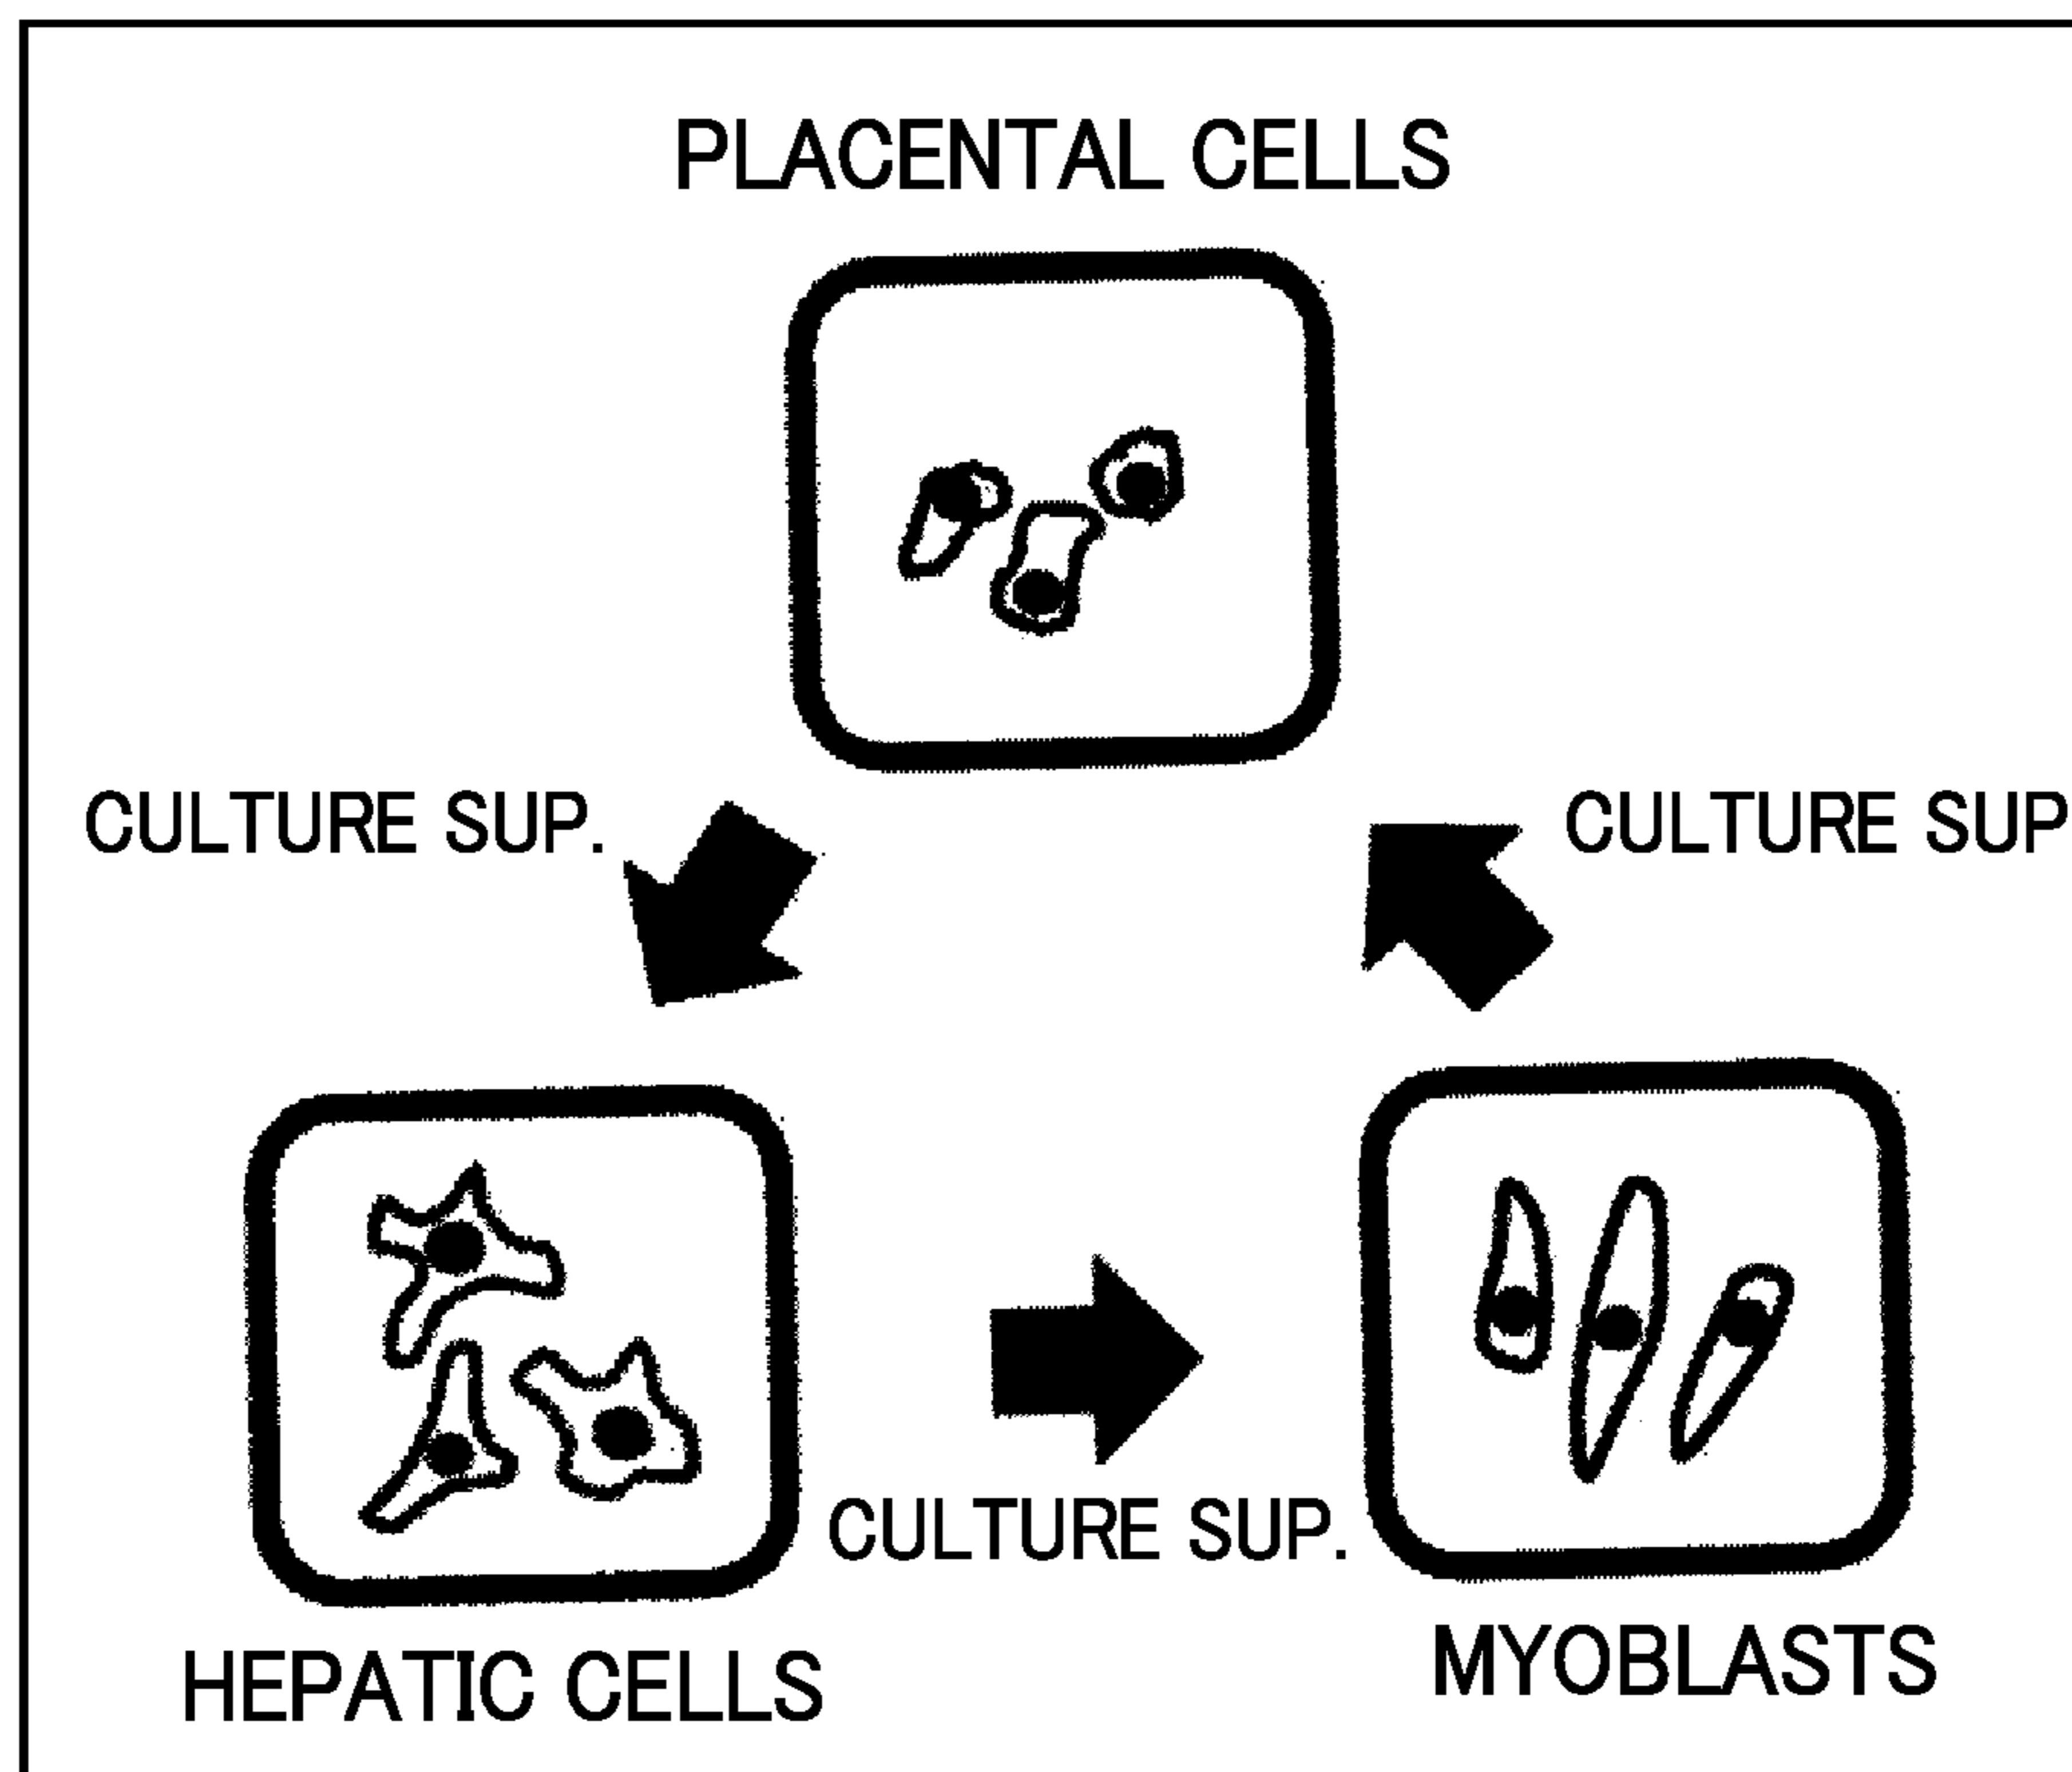 PLACENTAL CELLS
CULTURE SUP.
CULTURE SUP
CULTURE SUP.
HEPATIC CELLS
MYOBLASTS